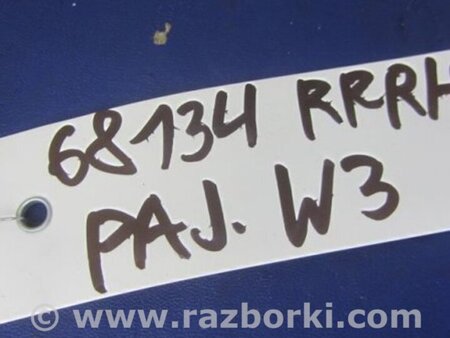 68134 RRRH
PAJ. W3
© www.razborki.com